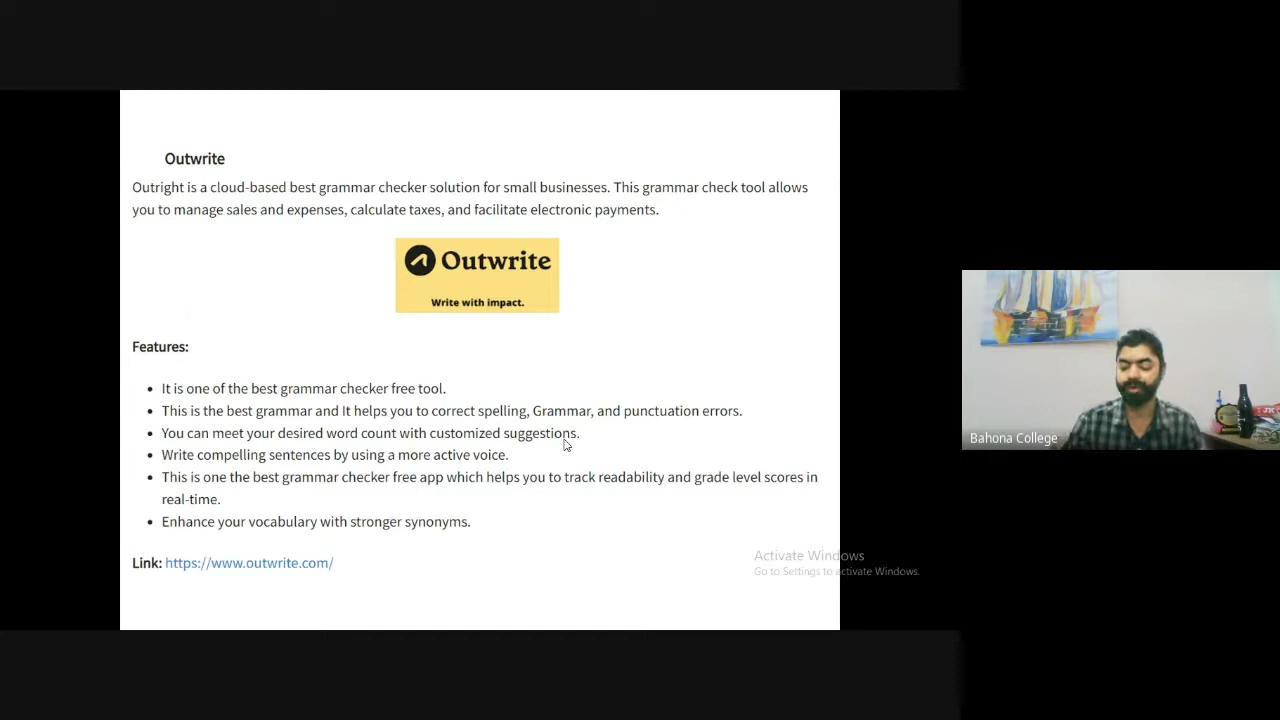 Outwrite
Outright is a cloud-based best grammar checker solution for small businesses. This grammar check tool allows
you to manage sales and expenses, calculate taxes, and facilitate electronic payments.
Outwrite
Write with impact.
Features:
• It is one of the best grammar checker free tool.
• This is the best grammar and It helps you to correct spelling, Grammar, and punctuation errors.
• You can meet your desired word count with customized suggestions.
• Write compelling sentences by using a more active voice.
• This is one the best grammar checker free app which helps you to track readability and grade level scores in
real-time.
• Enhance your vocabulary with stronger synonyms.
Link: https://www.outwrite.com/
Activate Windows
Go to Settings to activate Windows.
Bahona College
JK